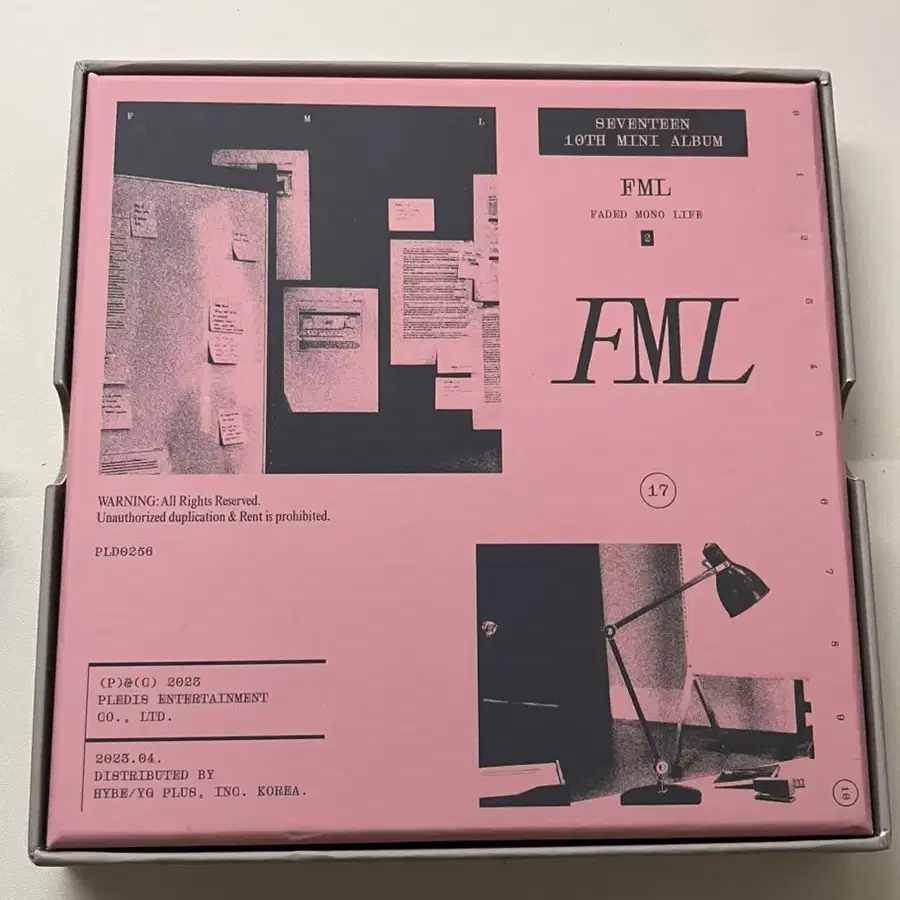 F M L
SEVENTEEN
10TH MINI ALBUM
FML
FADED MONO LIFE
2
FML
17
WARNING: All Rights Reserved.
Unauthorized duplication & Rent is prohibited.
PLD0256
(P)&(C) 2023
PLEDIS ENTERTAINMENT
CO., LTD.
2023.04.
DISTRIBUTED BY
HYBE/YG PLUS, INC. KOREA.
0
1
2
3
4
5
6
7
8
9
10